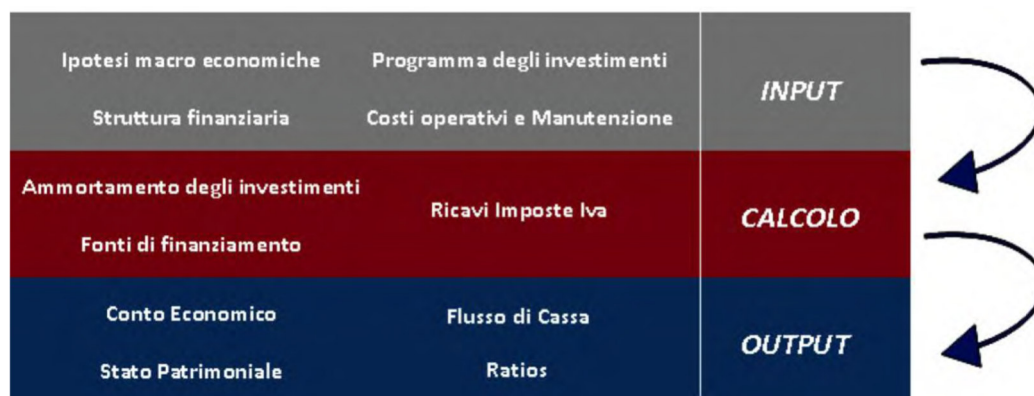 Ipotesi macro economiche
Programma degli investimenti
Struttura finanziaria
Costi operativi e Manutenzione
INPUT
Ammortamento degli investimenti
Ricavi Imposte Iva
Fonti di finanziamento
CALCOLO
Conto Economico
Flusso di Cassa
Stato Patrimoniale
Ratios
OUTPUT